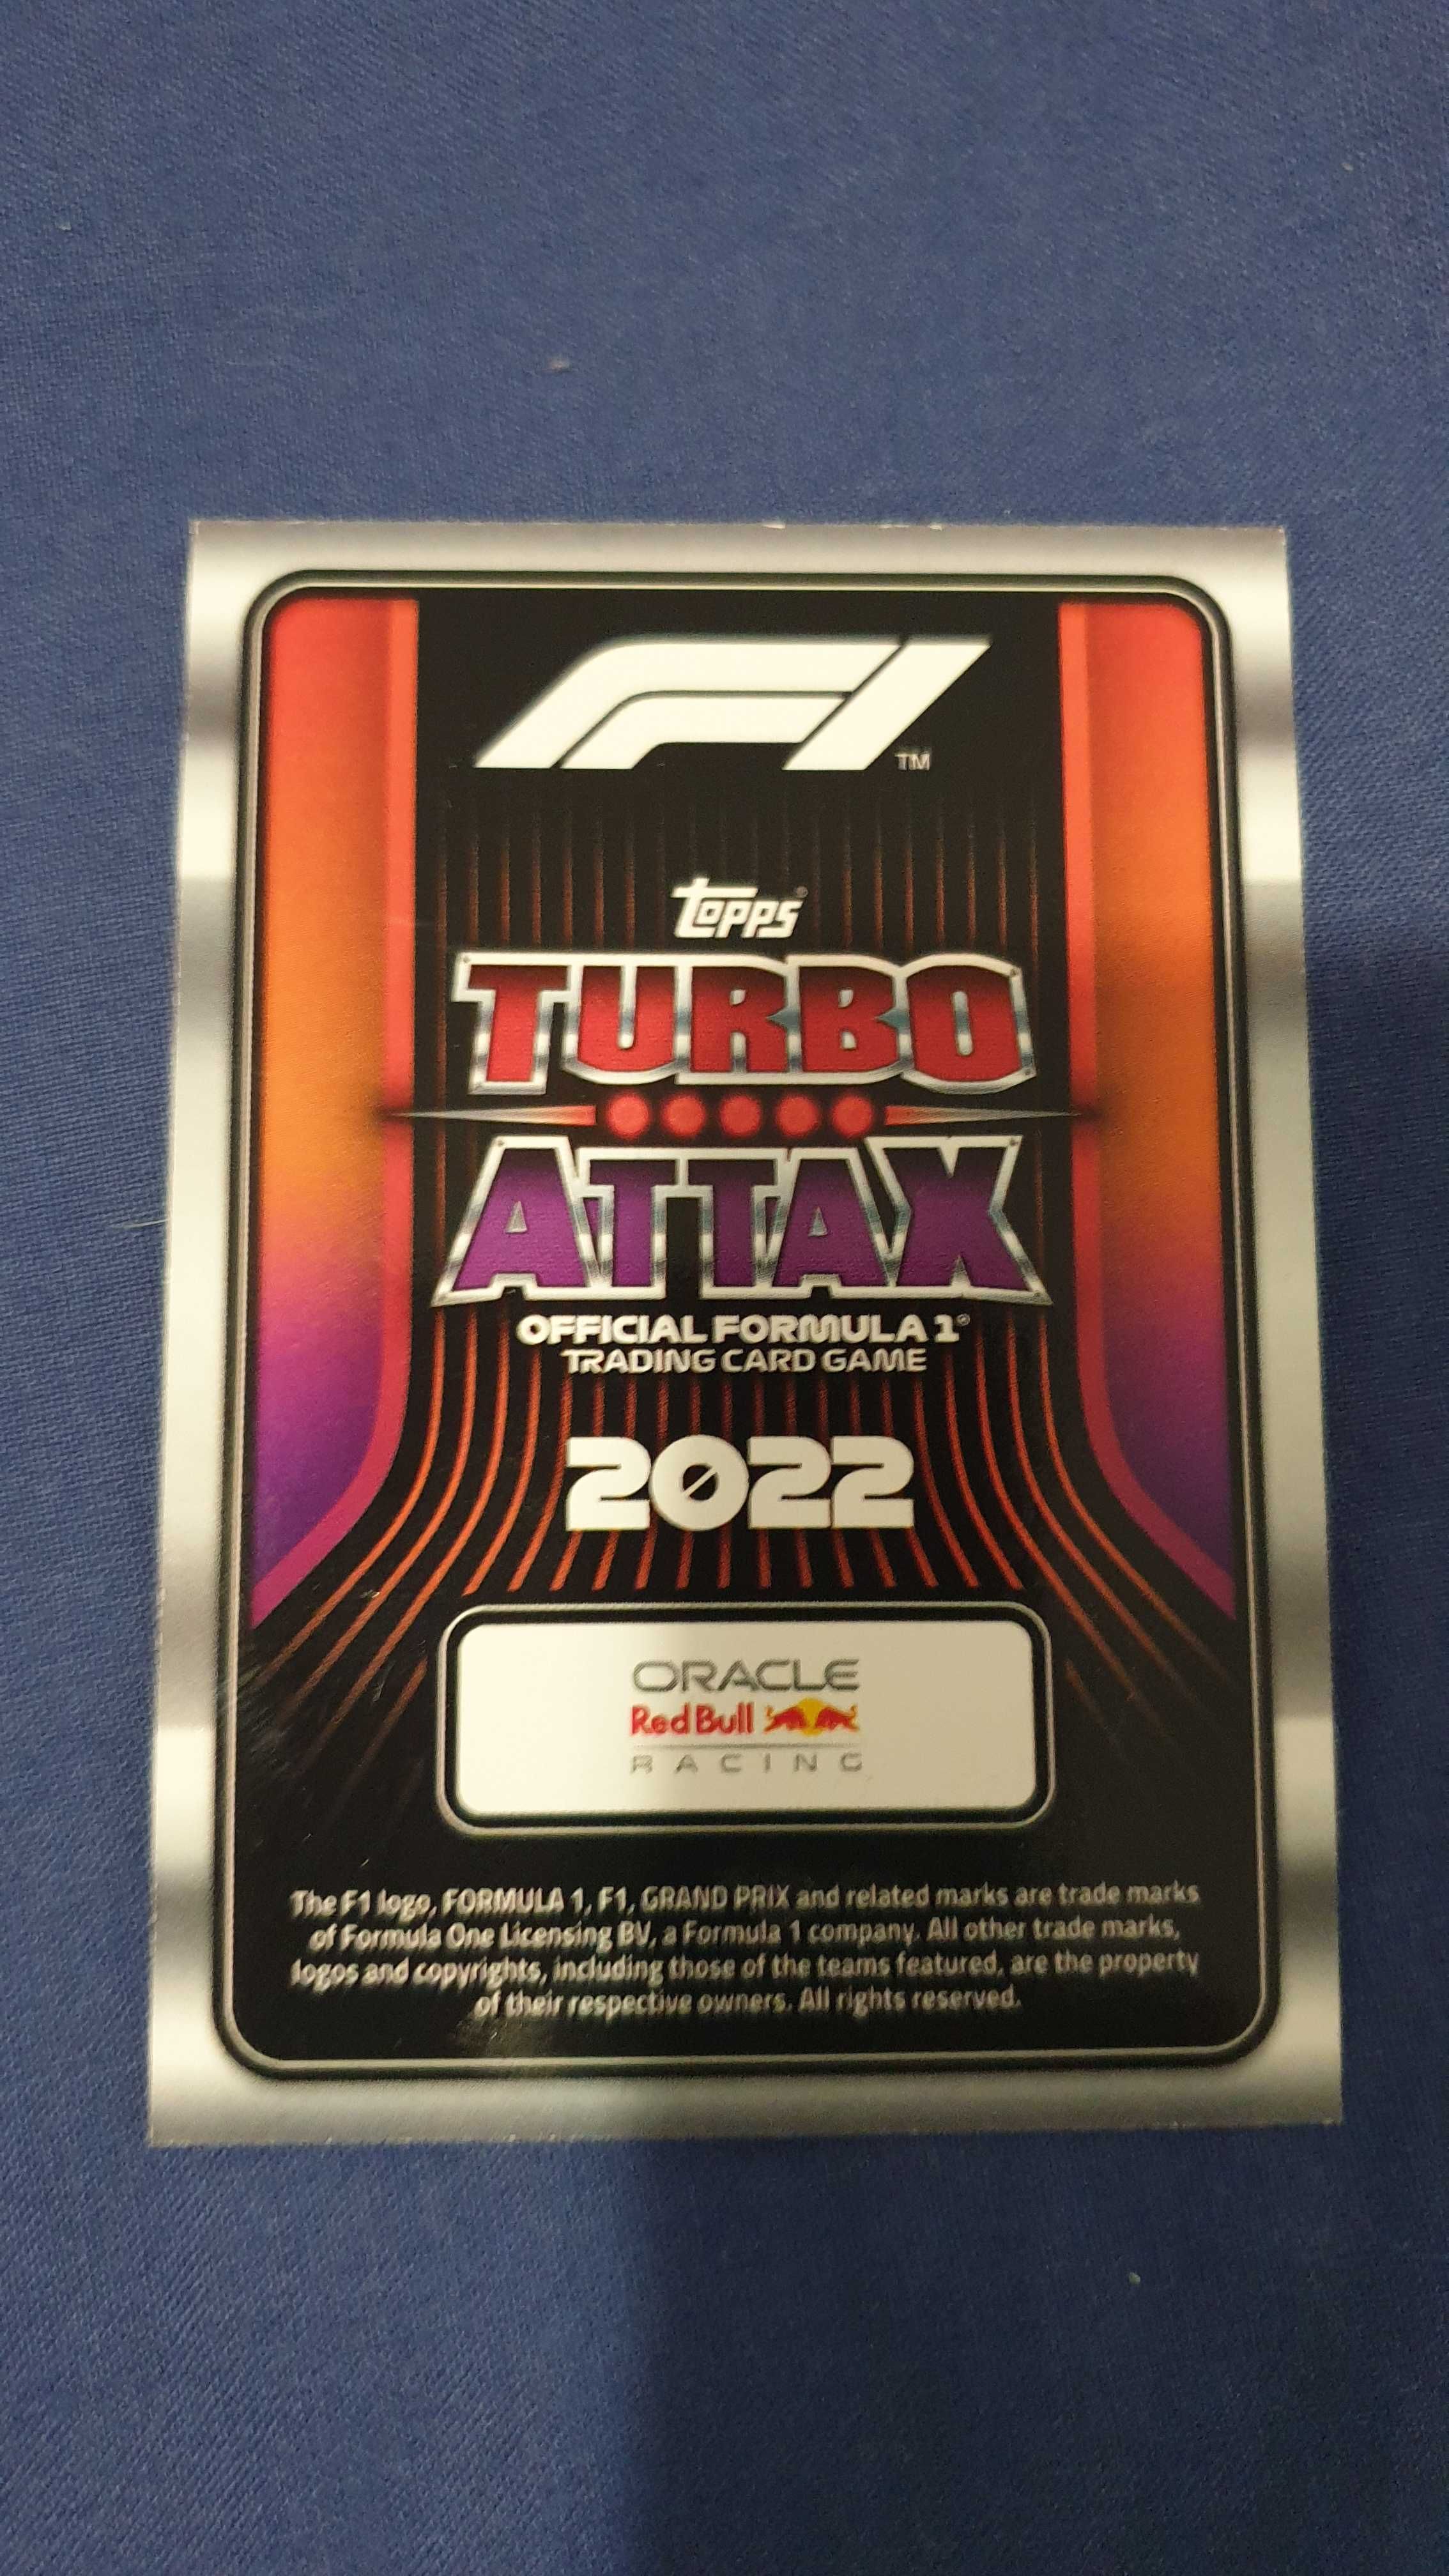 F1™
Topps®
TURBO
ATTAX
OFFICIAL FORMULA 1®
TRADING CARD GAME
2022
ORACLE
Red Bull
RACING
The F1 logo, FORMULA 1, F1, GRAND PRIX and related marks are trade marks
of Formula One Licensing BV, a Formula 1 company. All other trade marks,
logos and copyrights, including those of the teams featured, are the property
of their respective owners. All rights reserved.